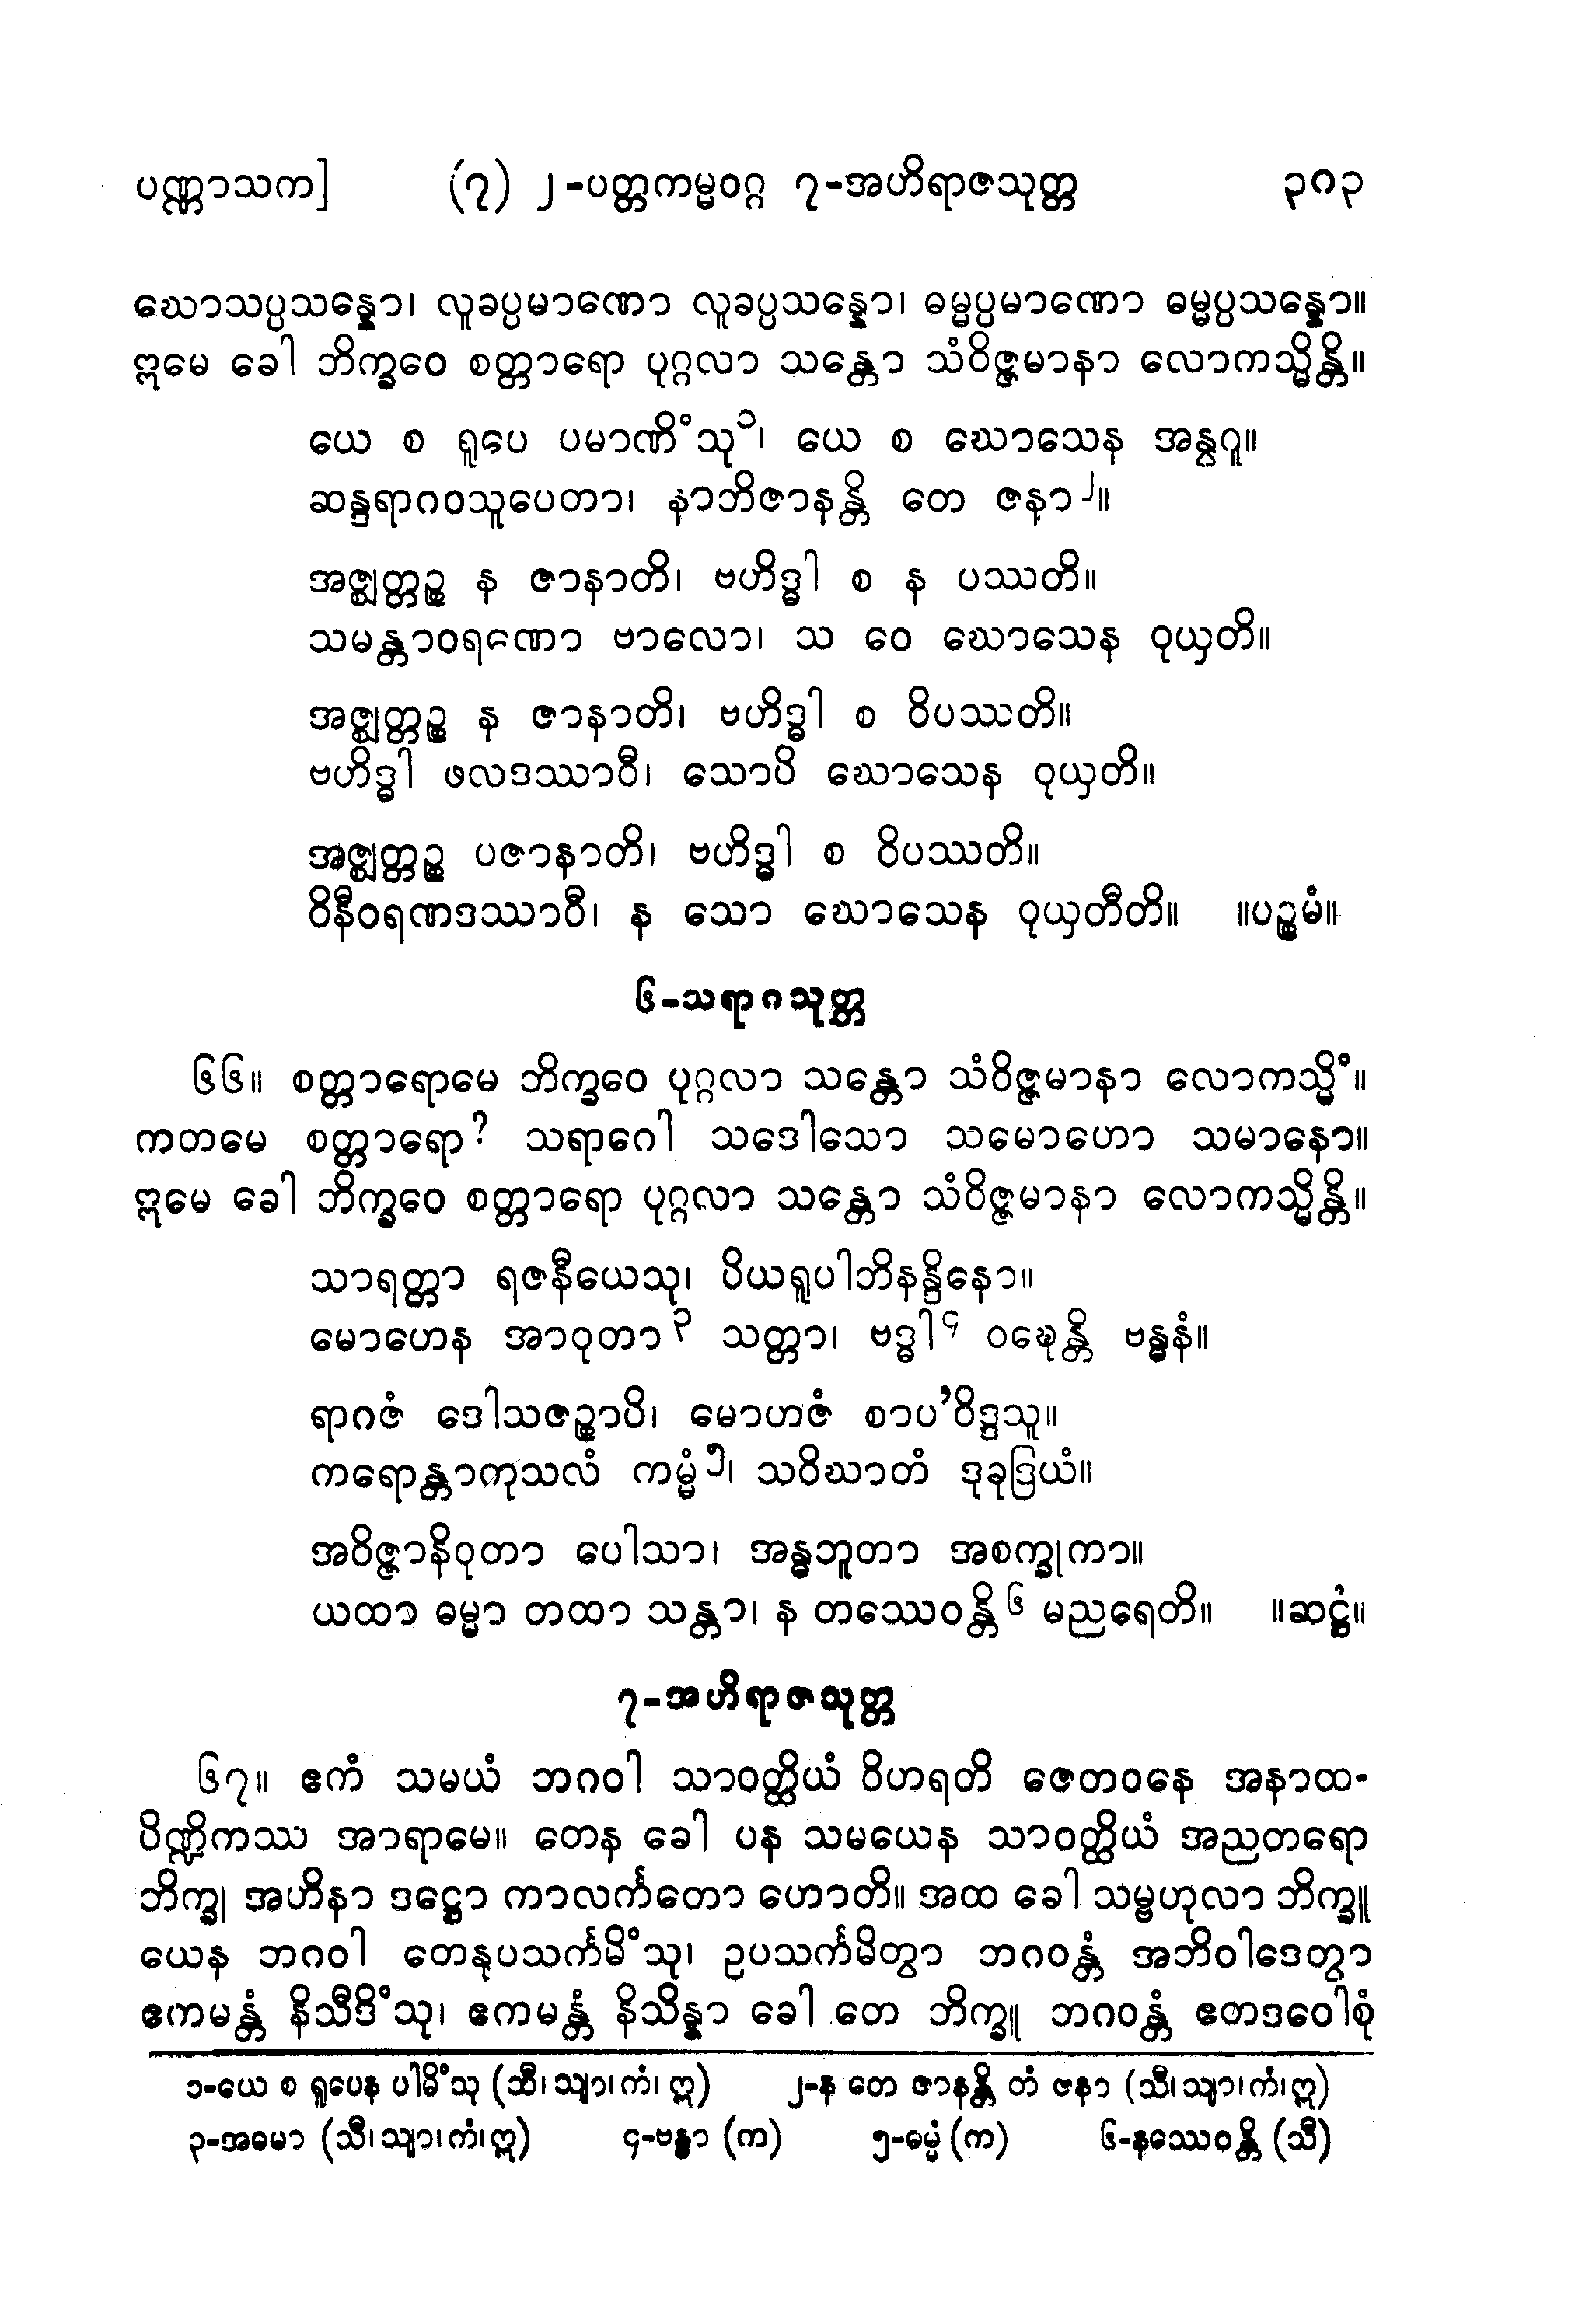 ပဏ္ဏာသက] (၇) ၂-ပတ္တကမ္မဝဂ္ဂ ၇-အဟိရာဇသုတ္တ ၃၈၃
ဃောသပ္ပသန္နော၊ လူခပ္ပမာဏော လူခပ္ပသန္နော၊ ဓမ္မပ္ပမာဏော ဓမ္မပ္ပသန္နော။
ဣမေ ခေါ ဘိက္ခဝေ စတ္တာရော ပုဂ္ဂလာ သန္တော သံဝိဇ္ဇမာနာ လောကသ္မိန္တိ။
ယေ စ ရူပေ ပမာဏိံသု၁၊ ယေ စ ဃောသေန အန္វဂူ။
ဆန္ဒရာဂဝသူပေတာ၊ နာဘိဇာနန္တိ တေ ဇနာ၂။
အဇ္ဈတ္တဉ္စ န ဇာနာတိ၊ ဗဟိဒ္ဓါ စ န ပဿတိ။
သမန္တာဝရဏော ဗာလော၊ သ ဝေ ဃောသေန ဝုယှတိ။
အဇ္ဈတ္တဉ္စ န ဇာနာတိ၊ ဗဟိဒ္ဓါ စ ဝိပဿတိ။
ဗဟိဒ္ဓါ ဖလဒဿာဝီ၊ သောပိ ဃောသေန ဝုယှတိ။
အဇ္ဈတ္တဉ္စ ပဇာနာတိ၊ ဗဟိဒ္ဓါ စ ဝိပဿတိ။
ဝိနီဝရဏဒဿာဝီ၊ န သော ဃောသေန ဝုယှတီတိ။ ။ပဉ္စမံ။
၆-သရာဂသုတ္တ
၆၆။ စတ္တာရောမေ ဘိက္ခဝေ ပုဂ္ဂလာ သန္တော သံဝိဇ္ဇမာနာ လောကသ္မိံ။
ကတမေ စတ္တာရော? သရာဂေါ သဒေါသော သမောဟော သမာနော။
ဣမေ ခေါ ဘိက္ခဝေ စတ္တာရော ပုဂ္ဂလာ သန္တော သံဝိဇ္ဇမာနာ လောကသ္မိန္တိ။
သာရတ္တာ ရဇနီယေသု၊ ပိယရူပါဘိနန္ဒိနော။
မောဟေန အာဝုတာ၃ သတ္တာ၊ ဗဒ္ဓါ၄ ဝဍ္ဎေန္တိ ဗန္ဓနံ။
ရာဂဇံ ဒေါသဇဉ္စာပိ၊ မောဟဇံ စာပ’ဝိဒ္ဒသူ။
ကရောန္တာကုသလံ ကမ္မံ၅၊ သဝိဃာတံ ဒုခုဒြယံ။
အဝိဇ္ဇာနိဝုတာ ပေါသာ၊ အန္ဓဘူတာ အစက္ခုကာ။
ယထာ ဓမ္မာ တထာ သန္တာ၊ န တဿေဝန္တိ၆ မညရေတိ။ ။ဆဋ္ဌံ။
၇-အဟိရာဇသုတ္တ
၆၇။ ဧကံ သမယံ ဘဂဝါ သာဝတ္ထိယံ ဝိဟရတိ ဇေတဝနေ အနာထ-
ပိဏ္ဍိကဿ အာရာမေ။ တေန ခေါ ပန သမယေန သာဝတ္ထိယံ အညတရော
ဘိက္ခု အဟိနာ ဒဋ္ဌော ကာလင်္ကတော ဟောတိ။ အထ ခေါ သမ္ဗဟုလာ ဘိက္ခူ
ယေန ဘဂဝါ တေနုပသင်္ကမိံသု၊ ဥပသင်္ကမိတွာ ဘဂဝန္တံ အဘိဝါဒေတွာ
ဧကမန္တံ နိသီဒိံသု၊ ဧကမန္တံ နိသိန္နာ ခေါ တေ ဘိက္ခူ ဘဂဝန္တံ ဧတဒဝေါစုံ
၁-ယေ စ ရူပေန ပါမိံသု (သီ၊သျာ၊ကံ၊ဣ) ၂-န တေ ဇာနန္တိ တံ ဇနာ (သီ၊သျာ၊ကံ၊ဣ)
၃-အဓမာ (သီ၊သျာ၊ကံ၊ဣ) ၄-ဗန္ဓာ (က) ၅-ဓမ္မံ (က) ၆-နဿေဝန္တိ (သီ)